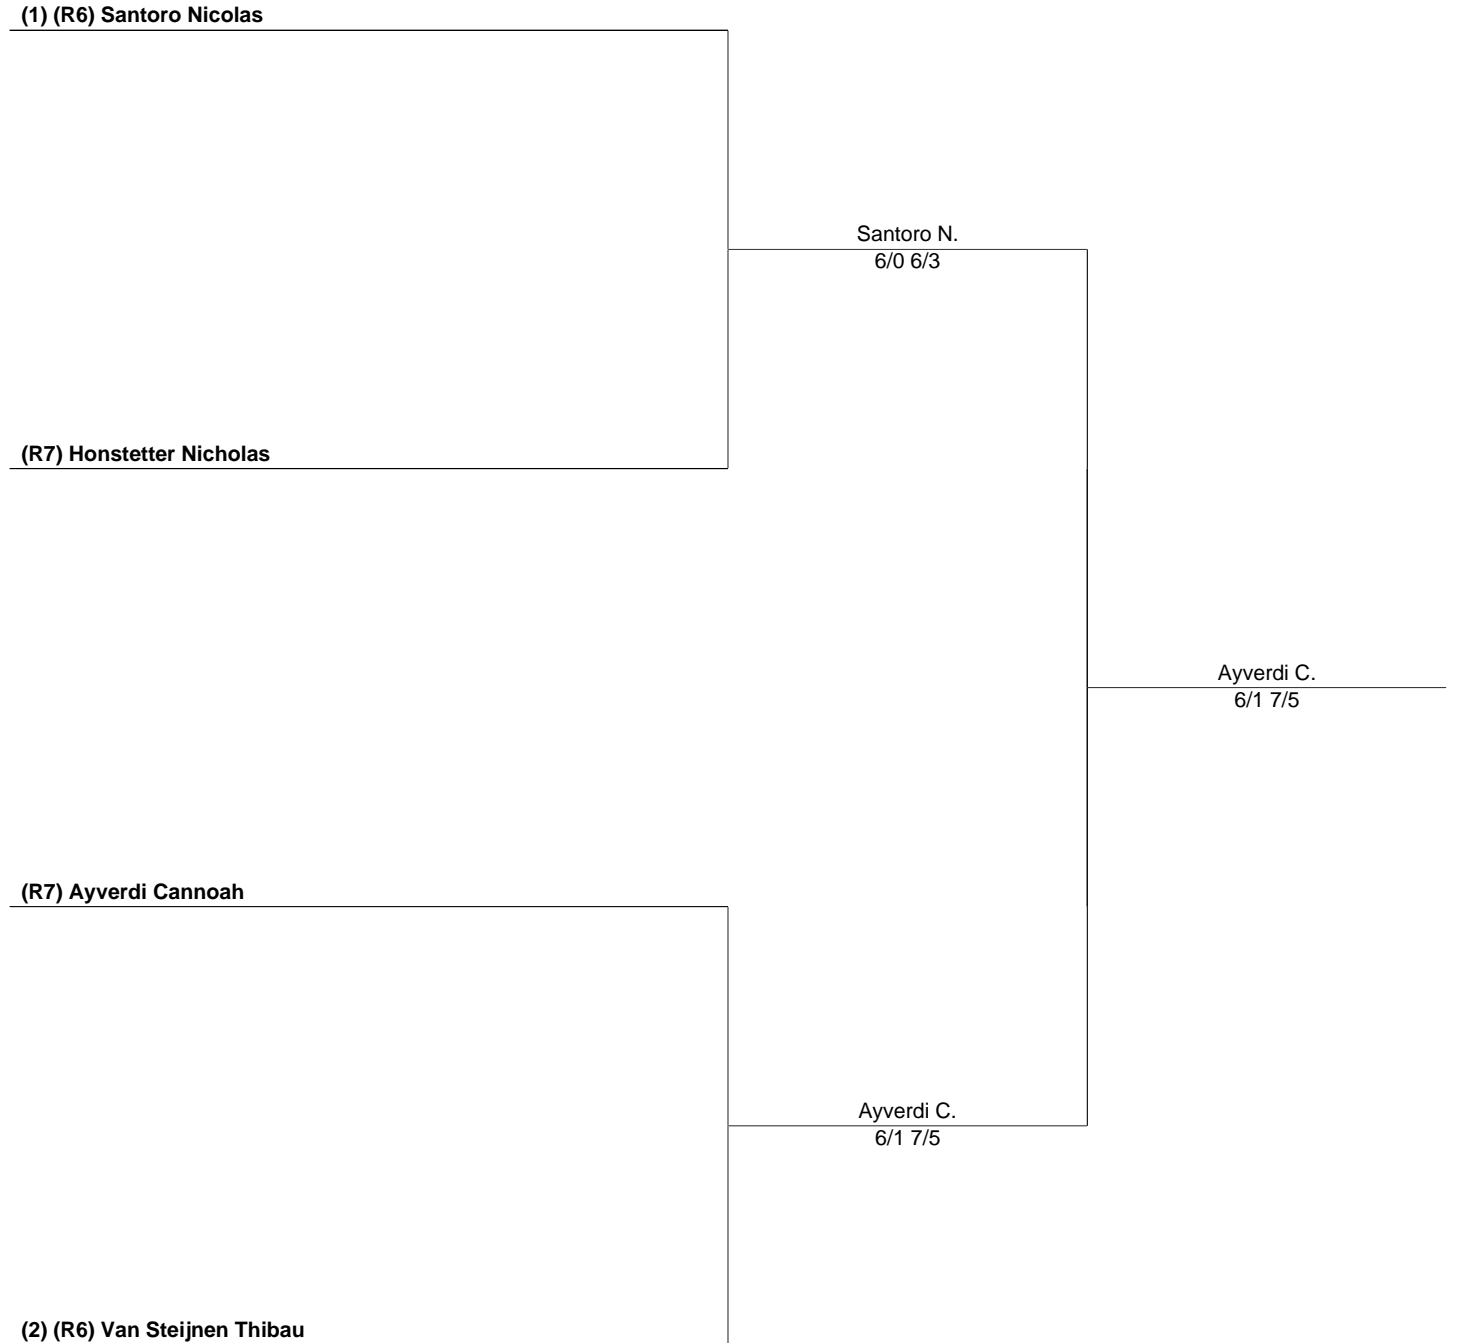 (1) (R6) Santoro Nicolas
Santoro N.
6/0 6/3
(R7) Honstetter Nicholas
Ayverdi C.
6/1 7/5
(R7) Ayverdi Cannoah
Ayverdi C.
6/1 7/5
(2) (R6) Van Steijnen Thibau